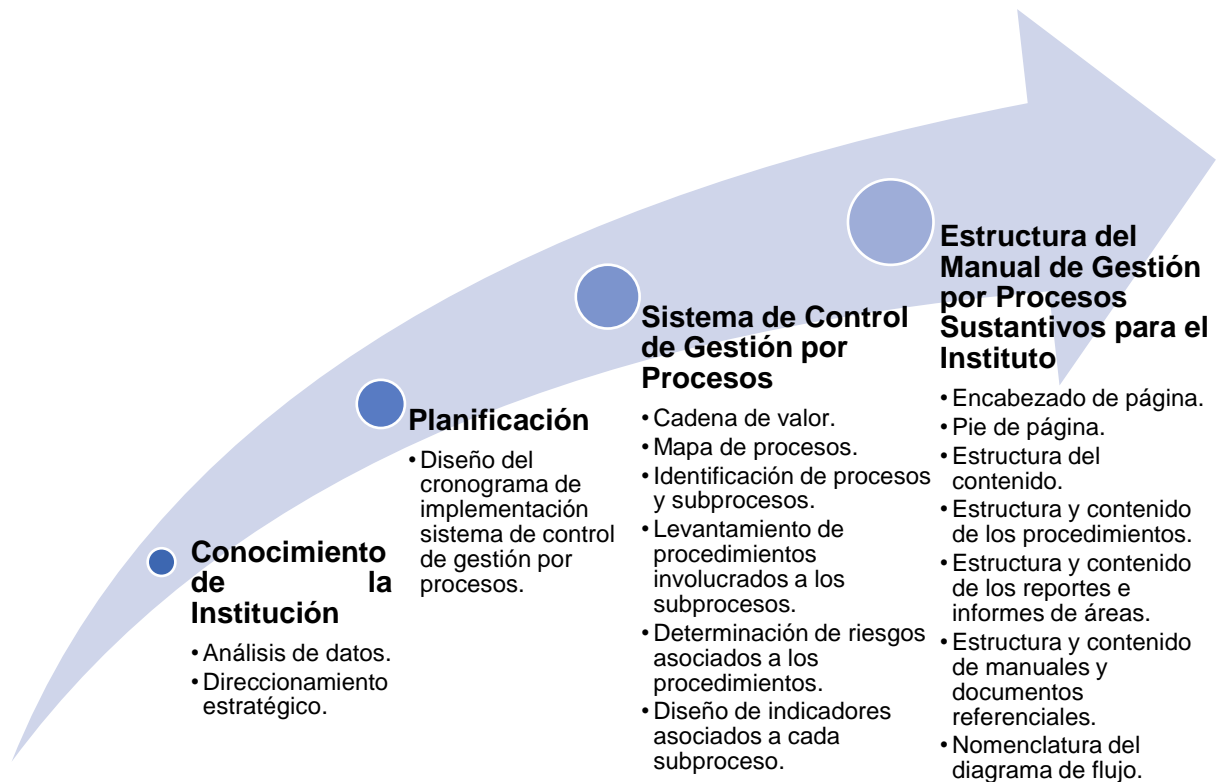 Conocimiento
de la
Institución
• Análisis de datos.
• Direccionamiento
estratégico.
Planificación
• Diseño del
cronograma de
implementación
sistema de control
de gestión por
procesos.
Sistema de Control
de Gestión por
Procesos
• Cadena de valor.
• Mapa de procesos.
• Identificación de procesos
y subprocesos.
• Levantamiento de
procedimientos
involucrados a los
subprocesos.
• Determinación de riesgos
asociados a los
procedimientos.
• Diseño de indicadores
asociados a cada
subproceso.
Estructura del
Manual de Gestión
por Procesos
Sustantivos para el
Instituto
• Encabezado de página.
• Pie de página.
• Estructura del
contenido.
• Estructura y contenido
de los procedimientos.
• Estructura y contenido
de los reportes e
informes de áreas.
• Estructura y contenido
de manuales y
documentos
referenciales.
• Nomenclatura del
diagrama de flujo.